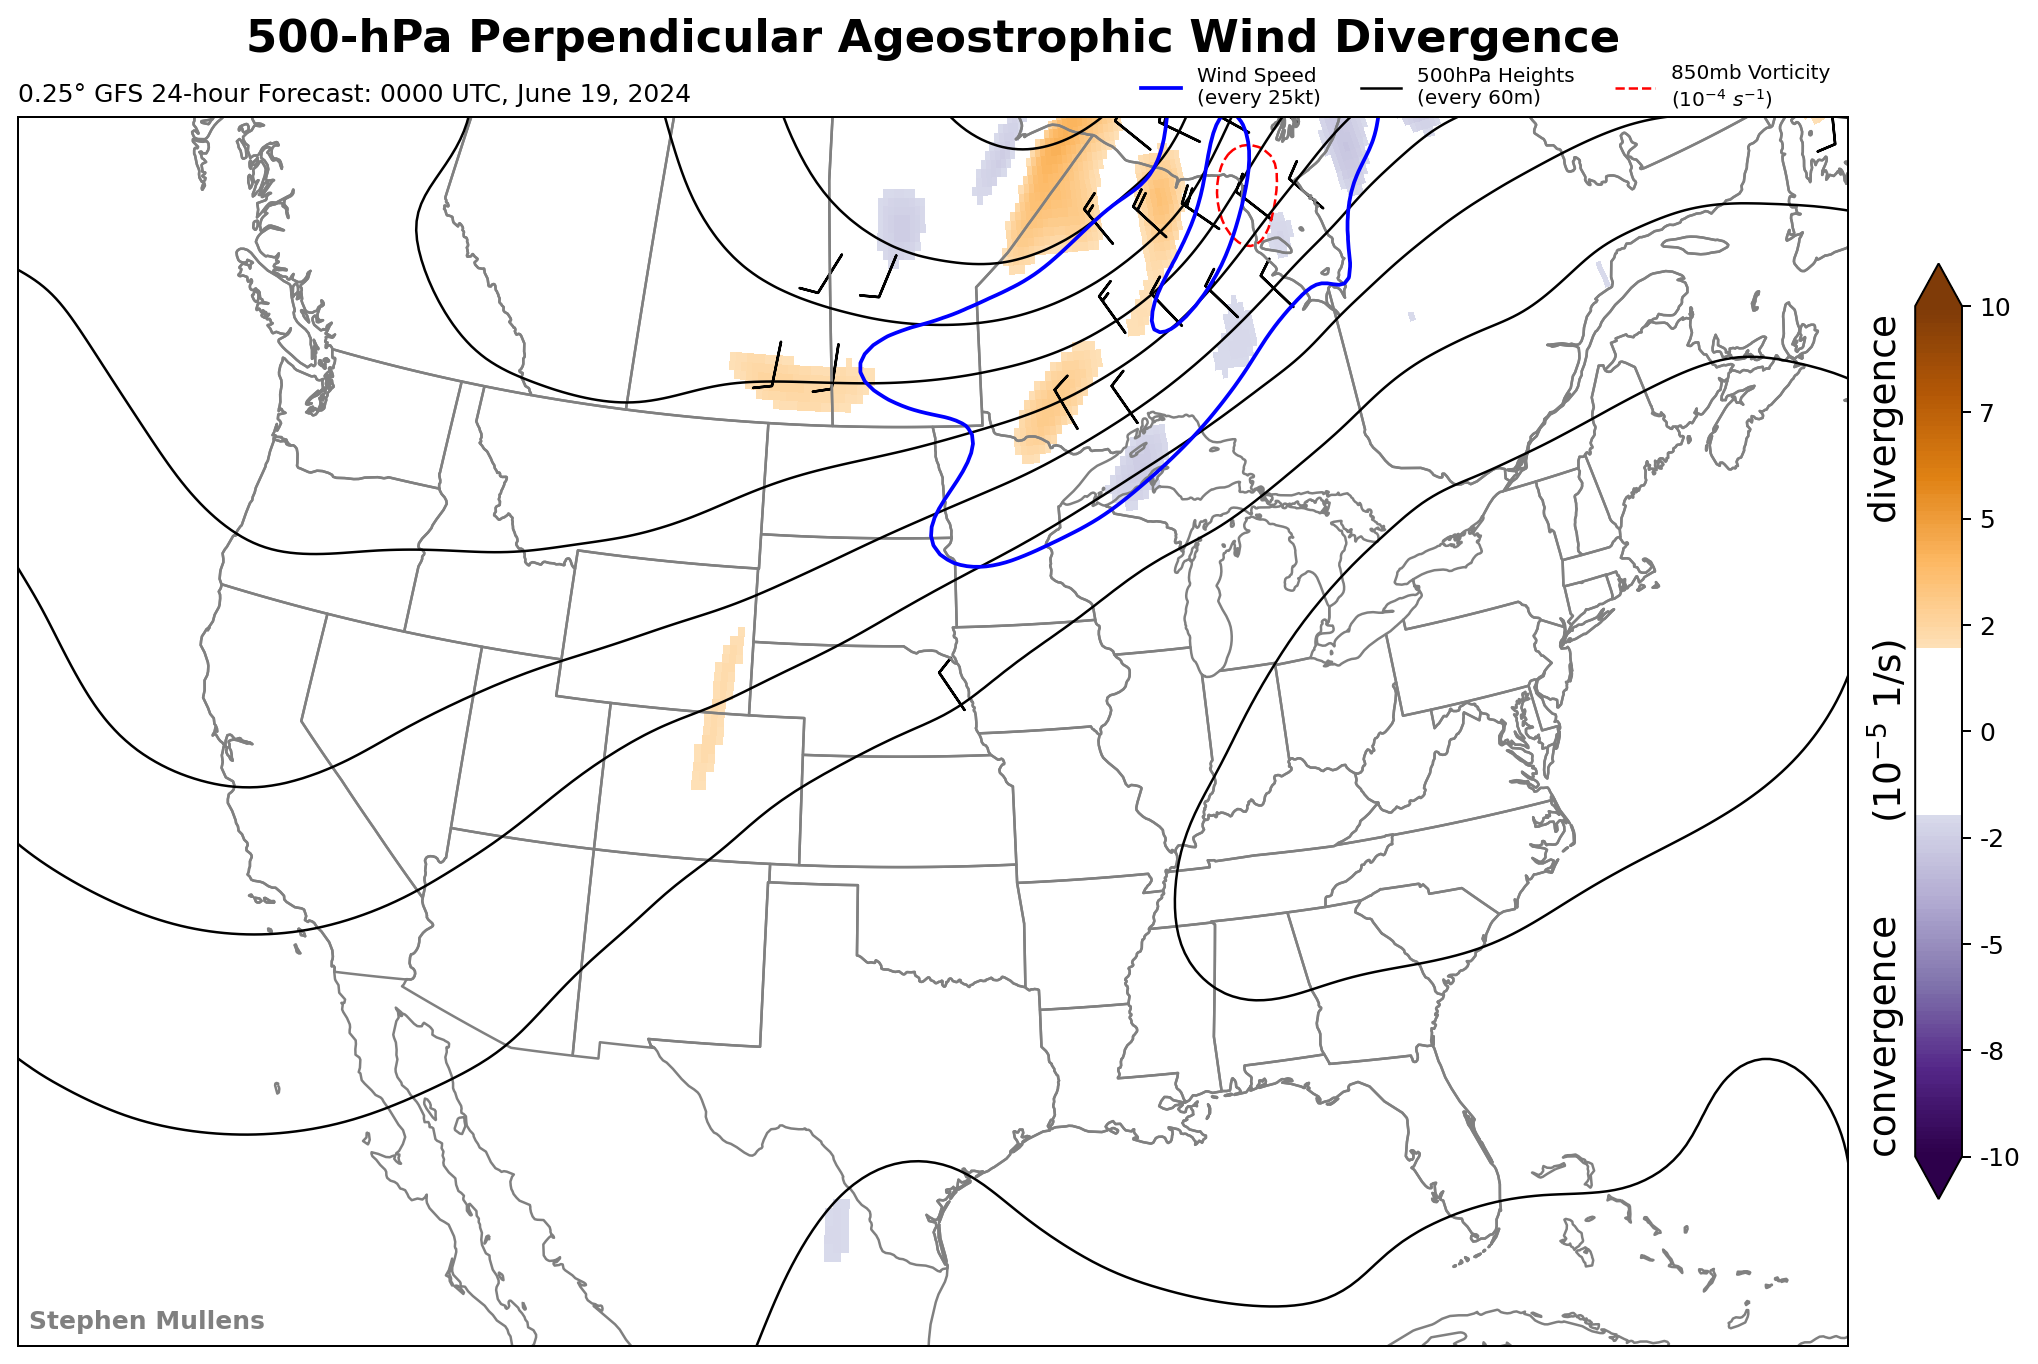 500-hPa Perpendicular Ageostrophic Wind Divergence
0.25° GFS 24-hour Forecast: 0000 UTC, June 19, 2024
Wind Speed
(every 25kt)
500hPa Heights
(every 60m)
850mb Vorticity
(10⁻⁴ s⁻¹)
10
7
5
2
0
-2
-5
-8
-10
convergence (10⁻⁵ 1/s) divergence
Stephen Mullens